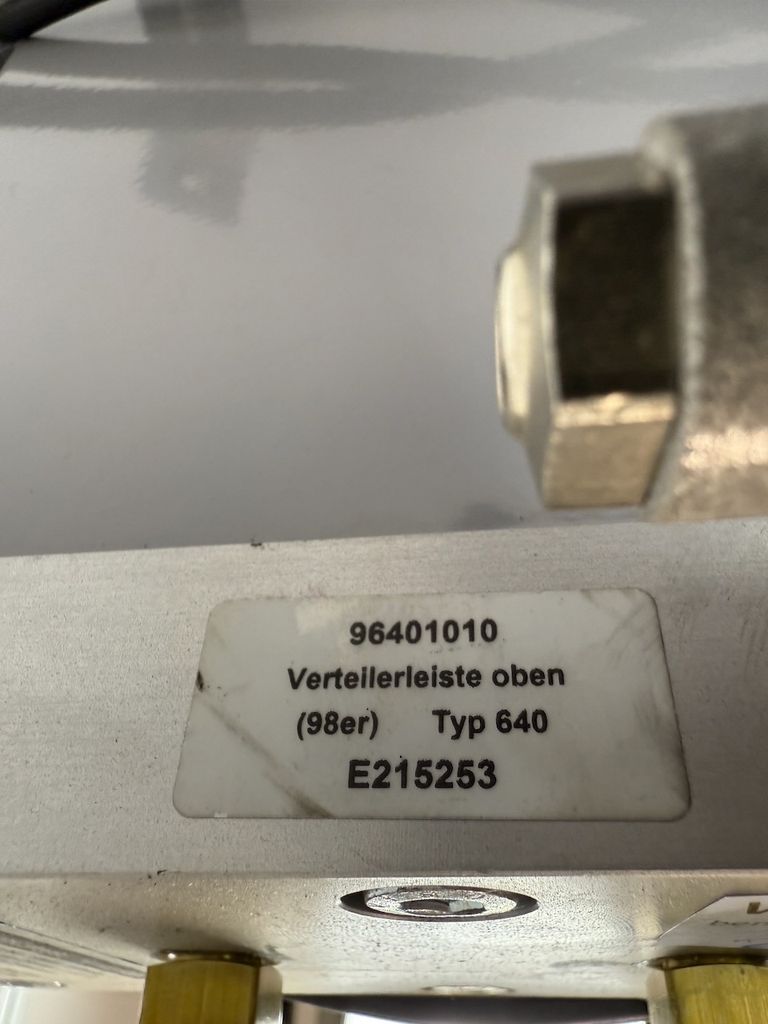 96401010
Verteilerleiste oben
(98er) Typ 640
E215253